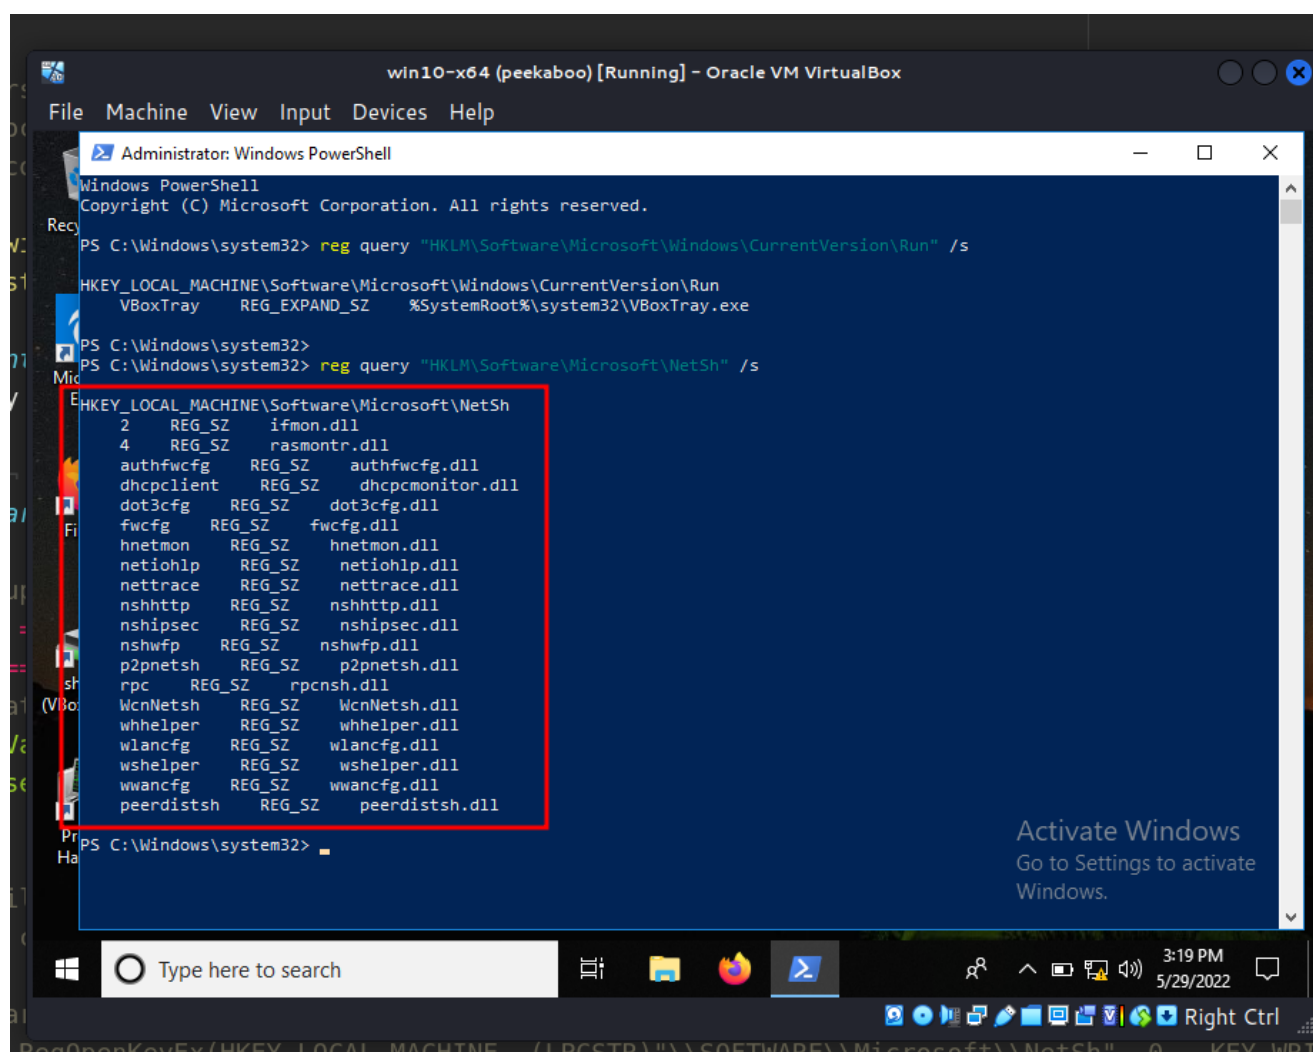 win10-x64 (peekaboo) [Running] - Oracle VM VirtualBox
File Machine View Input Devices Help
Administrator: Windows PowerShell
Windows PowerShell
Copyright (C) Microsoft Corporation. All rights reserved.
PS C:\Windows\system32> reg query "HKLM\Software\Microsoft\Windows\CurrentVersion\Run" /s
HKEY_LOCAL_MACHINE\Software\Microsoft\Windows\CurrentVersion\Run
VBoxTray REG_EXPAND_SZ %SystemRoot%\system32\VBoxTray.exe
PS C:\Windows\system32>
PS C:\Windows\system32> reg query "HKLM\Software\Microsoft\NetSh" /s
HKEY_LOCAL_MACHINE\Software\Microsoft\NetSh
2 REG_SZ ifmon.dll
4 REG_SZ rasmontr.dll
authfwcfg REG_SZ authfwcfg.dll
dhcpclient REG_SZ dhcpcmonitor.dll
dot3cfg REG_SZ dot3cfg.dll
fwcfg REG_SZ fwcfg.dll
hnetmon REG_SZ hnetmon.dll
netiohlp REG_SZ netiohlp.dll
nettrace REG_SZ nettrace.dll
nshhttp REG_SZ nshhttp.dll
nshipsec REG_SZ nshipsec.dll
nshwfp REG_SZ nshwfp.dll
p2pnetsh REG_SZ p2pnetsh.dll
rpc REG_SZ rpcnsh.dll
WcnNetsh REG_SZ WcnNetsh.dll
whhelper REG_SZ whhelper.dll
wlancfg REG_SZ wlancfg.dll
wshelper REG_SZ wshelper.dll
wwancfg REG_SZ wwancfg.dll
peerdistsh REG_SZ peerdistsh.dll
PS C:\Windows\system32>
Activate Windows
Go to Settings to activate
Windows.
Type here to search
3:19 PM
5/29/2022
Right Ctrl
RegOpenKeyEx(HKEY_LOCAL_MACHINE, (LPCSTR)"\\SOFTWARE\\Microsoft\\NetSh", 0